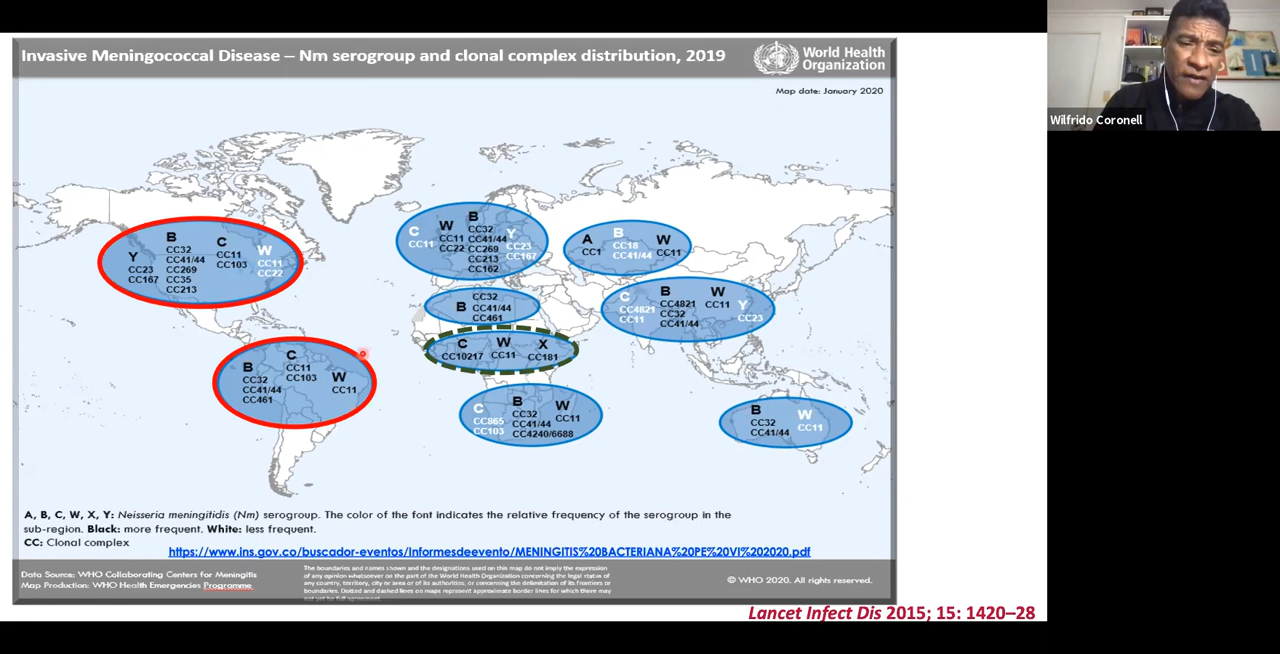 Invasive Meningococcal Disease – Nm serogroup and clonal complex distribution, 2019
World Health
Organization
Map date: January 2020
Wilfrido Coronell
Y
CC23
CC167
B
CC32
CC41/44
CC269
CC35
CC213
C
CC11
CC103
W
CC11
CC22
C
CC11
W
CC11
CC22
B
CC32
CC41/44
CC269
CC213
CC162
Y
CC23
CC167
A
CC1
B
CC18
CC41/44
W
CC11
B
CC32
CC41/44
CC461
C
CC4821
CC11
B
CC4821
CC32
CC41/44
W
CC11
Y
CC23
C
CC10217
W
CC11
X
CC181
B
CC32
CC41/44
CC461
C
CC11
CC103
W
CC11
C
CC865
CC103
B
CC32
CC41/44
CC4240/6688
W
CC11
B
CC32
CC41/44
W
CC11
A, B, C, W, X, Y: Neisseria meningitidis (Nm) serogroup. The color of the font indicates the relative frequency of the serogroup in the
sub-region. Black: more frequent. White: less frequent.
CC: Clonal complex
https://www.ins.gov.co/buscador-eventos/Informesdeevento/MENINGITIS%20BACTERIANA%20PE%20VI%202020.pdf
Data Source: WHO Collaborating Centers for Meningitis
Map Production: WHO Health Emergencies Programme
The boundaries and names shown and the designations used on this map do not imply the expression
of any opinion whatsoever on the part of the World Health Organization concerning the legal status of
any country, territory, city or area or of its authorities, or concerning the delimitation of its frontiers or
boundaries. Dotted and dashed lines on maps represent approximate border lines for which there may
not yet be full agreement.
© WHO 2020. All rights reserved.
Lancet Infect Dis 2015; 15: 1420–28